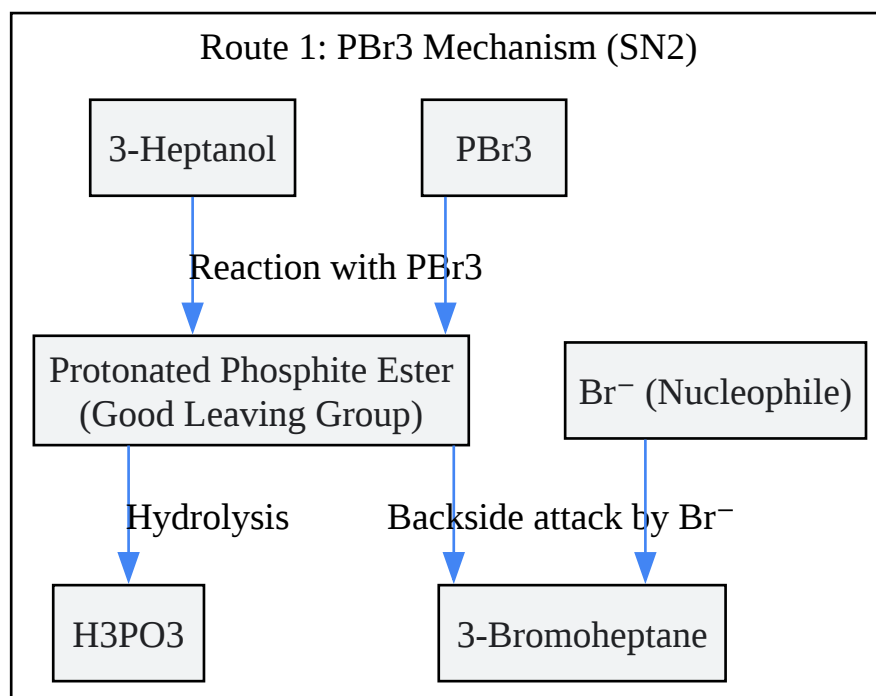 Route 1: PBr3 Mechanism (SN2)
3-Heptanol
PBr3
Reaction with PBr3
Protonated Phosphite Ester
(Good Leaving Group)
Br⁻ (Nucleophile)
Hydrolysis
Backside attack by Br⁻
H3PO3
3-Bromoheptane